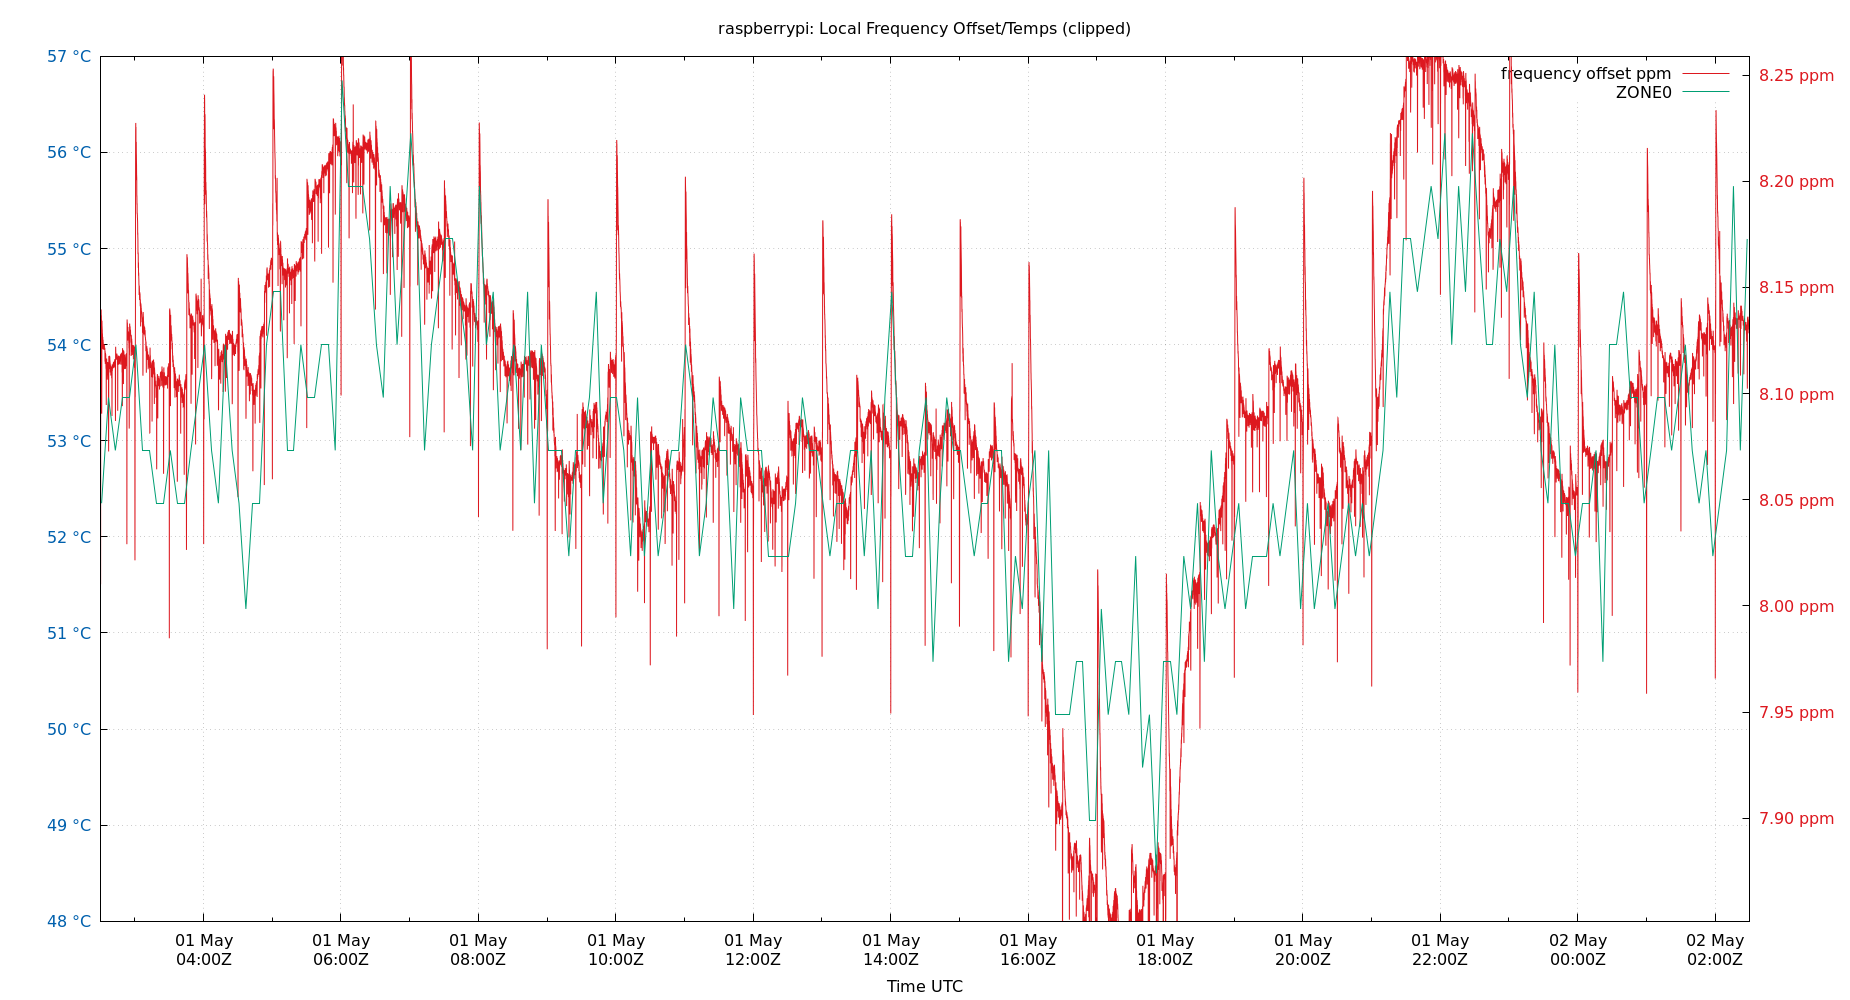 raspberrypi: Local Frequency Offset/Temps (clipped)
57 °C
56 °C
55 °C
54 °C
53 °C
52 °C
51 °C
50 °C
49 °C
48 °C
frequency offset ppm
ZONE0
8.25 ppm
8.20 ppm
8.15 ppm
8.10 ppm
8.05 ppm
8.00 ppm
7.95 ppm
7.90 ppm
01 May
04:00Z
01 May
06:00Z
01 May
08:00Z
01 May
10:00Z
01 May
12:00Z
01 May
14:00Z
01 May
16:00Z
01 May
18:00Z
01 May
20:00Z
01 May
22:00Z
02 May
00:00Z
02 May
02:00Z
Time UTC